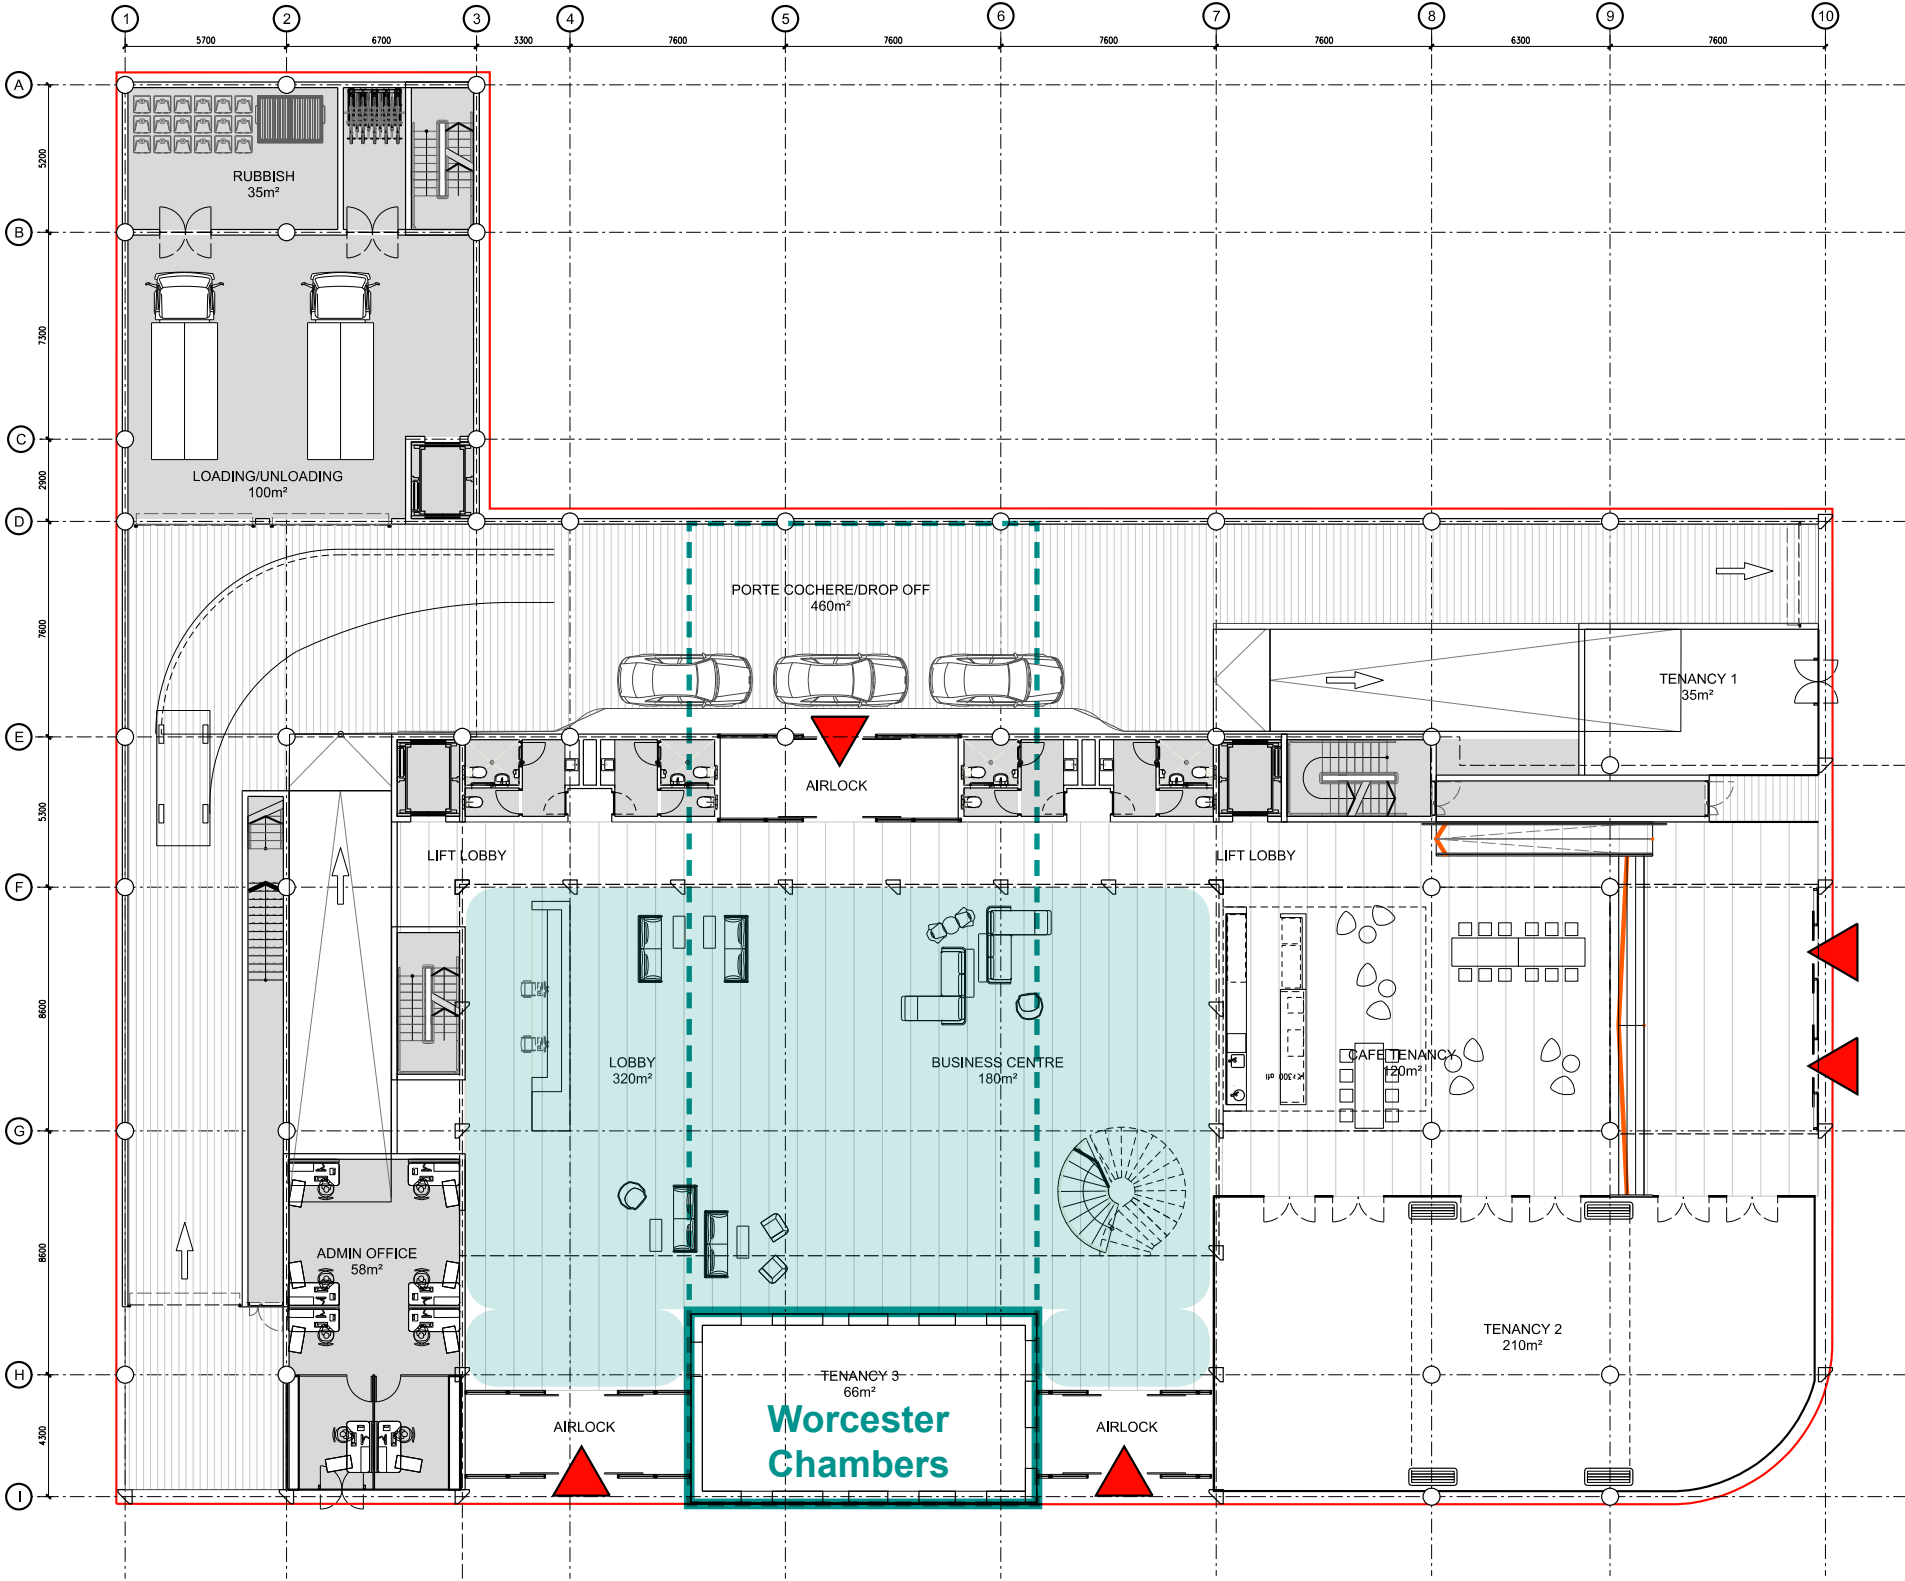 1 2 3 4 5 6 7 8 9 10
5700 6700 3300 7600 7600 7600 7600 6300 7600
A
5200
RUBBISH
35m²
B
7300
C
LOADING/UNLOADING
100m²
2900
D
PORTE COCHERE/DROP OFF
460m²
7600
TENANCY 1
35m²
E
AIRLOCK
5300
LIFT LOBBY
LIFT LOBBY
F
8600
LOBBY
320m²
BUSINESS CENTRE
180m²
CAFE TENANCY
120m²
G
8600
ADMIN OFFICE
58m²
TENANCY 2
210m²
H
TENANCY 3
66m²
Worcester
Chambers
AIRLOCK
AIRLOCK
4300
I